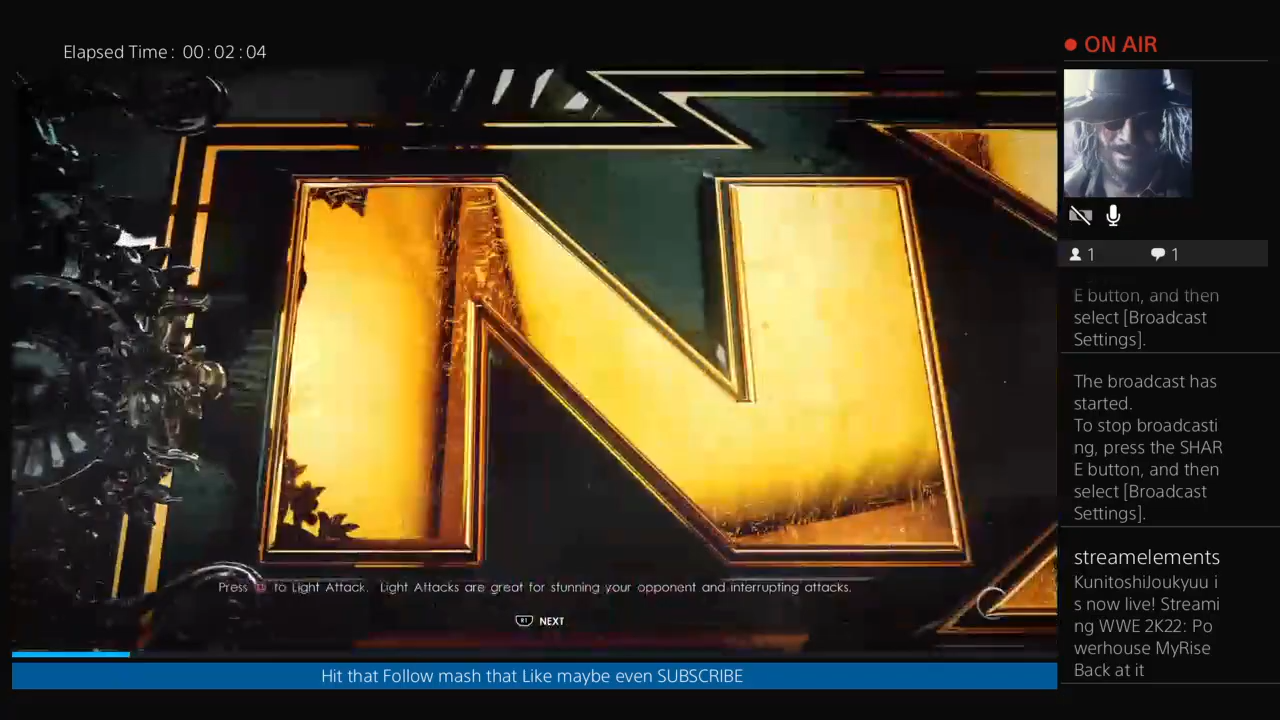 Elapsed Time: 00:02:04
N
Press □ to Light Attack. Light Attacks are great for stunning your opponent and interrupting attacks.
R1 NEXT
Hit that Follow mash that Like maybe even SUBSCRIBE
ON AIR
1 1
E button, and then
select [Broadcast
Settings].
The broadcast has
started.
To stop broadcasti
ng, press the SHAR
E button, and then
select [Broadcast
Settings].
streamelements
KunitoshiJoukyuu i
s now live! Streami
ng WWE 2K22: Po
werhouse MyRise
Back at it